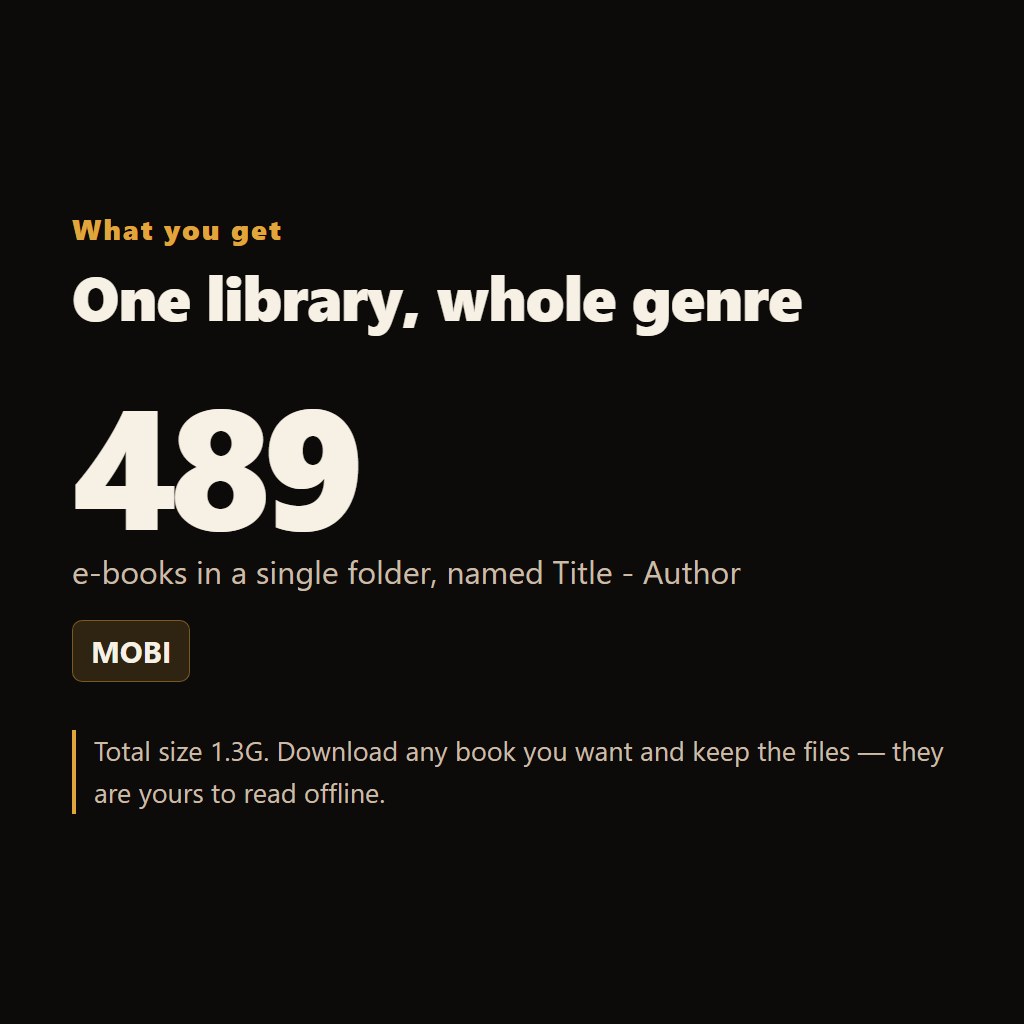 What you get
One library, whole genre
489
e-books in a single folder, named Title - Author
MOBI
Total size 1.3G. Download any book you want and keep the files — they
are yours to read offline.